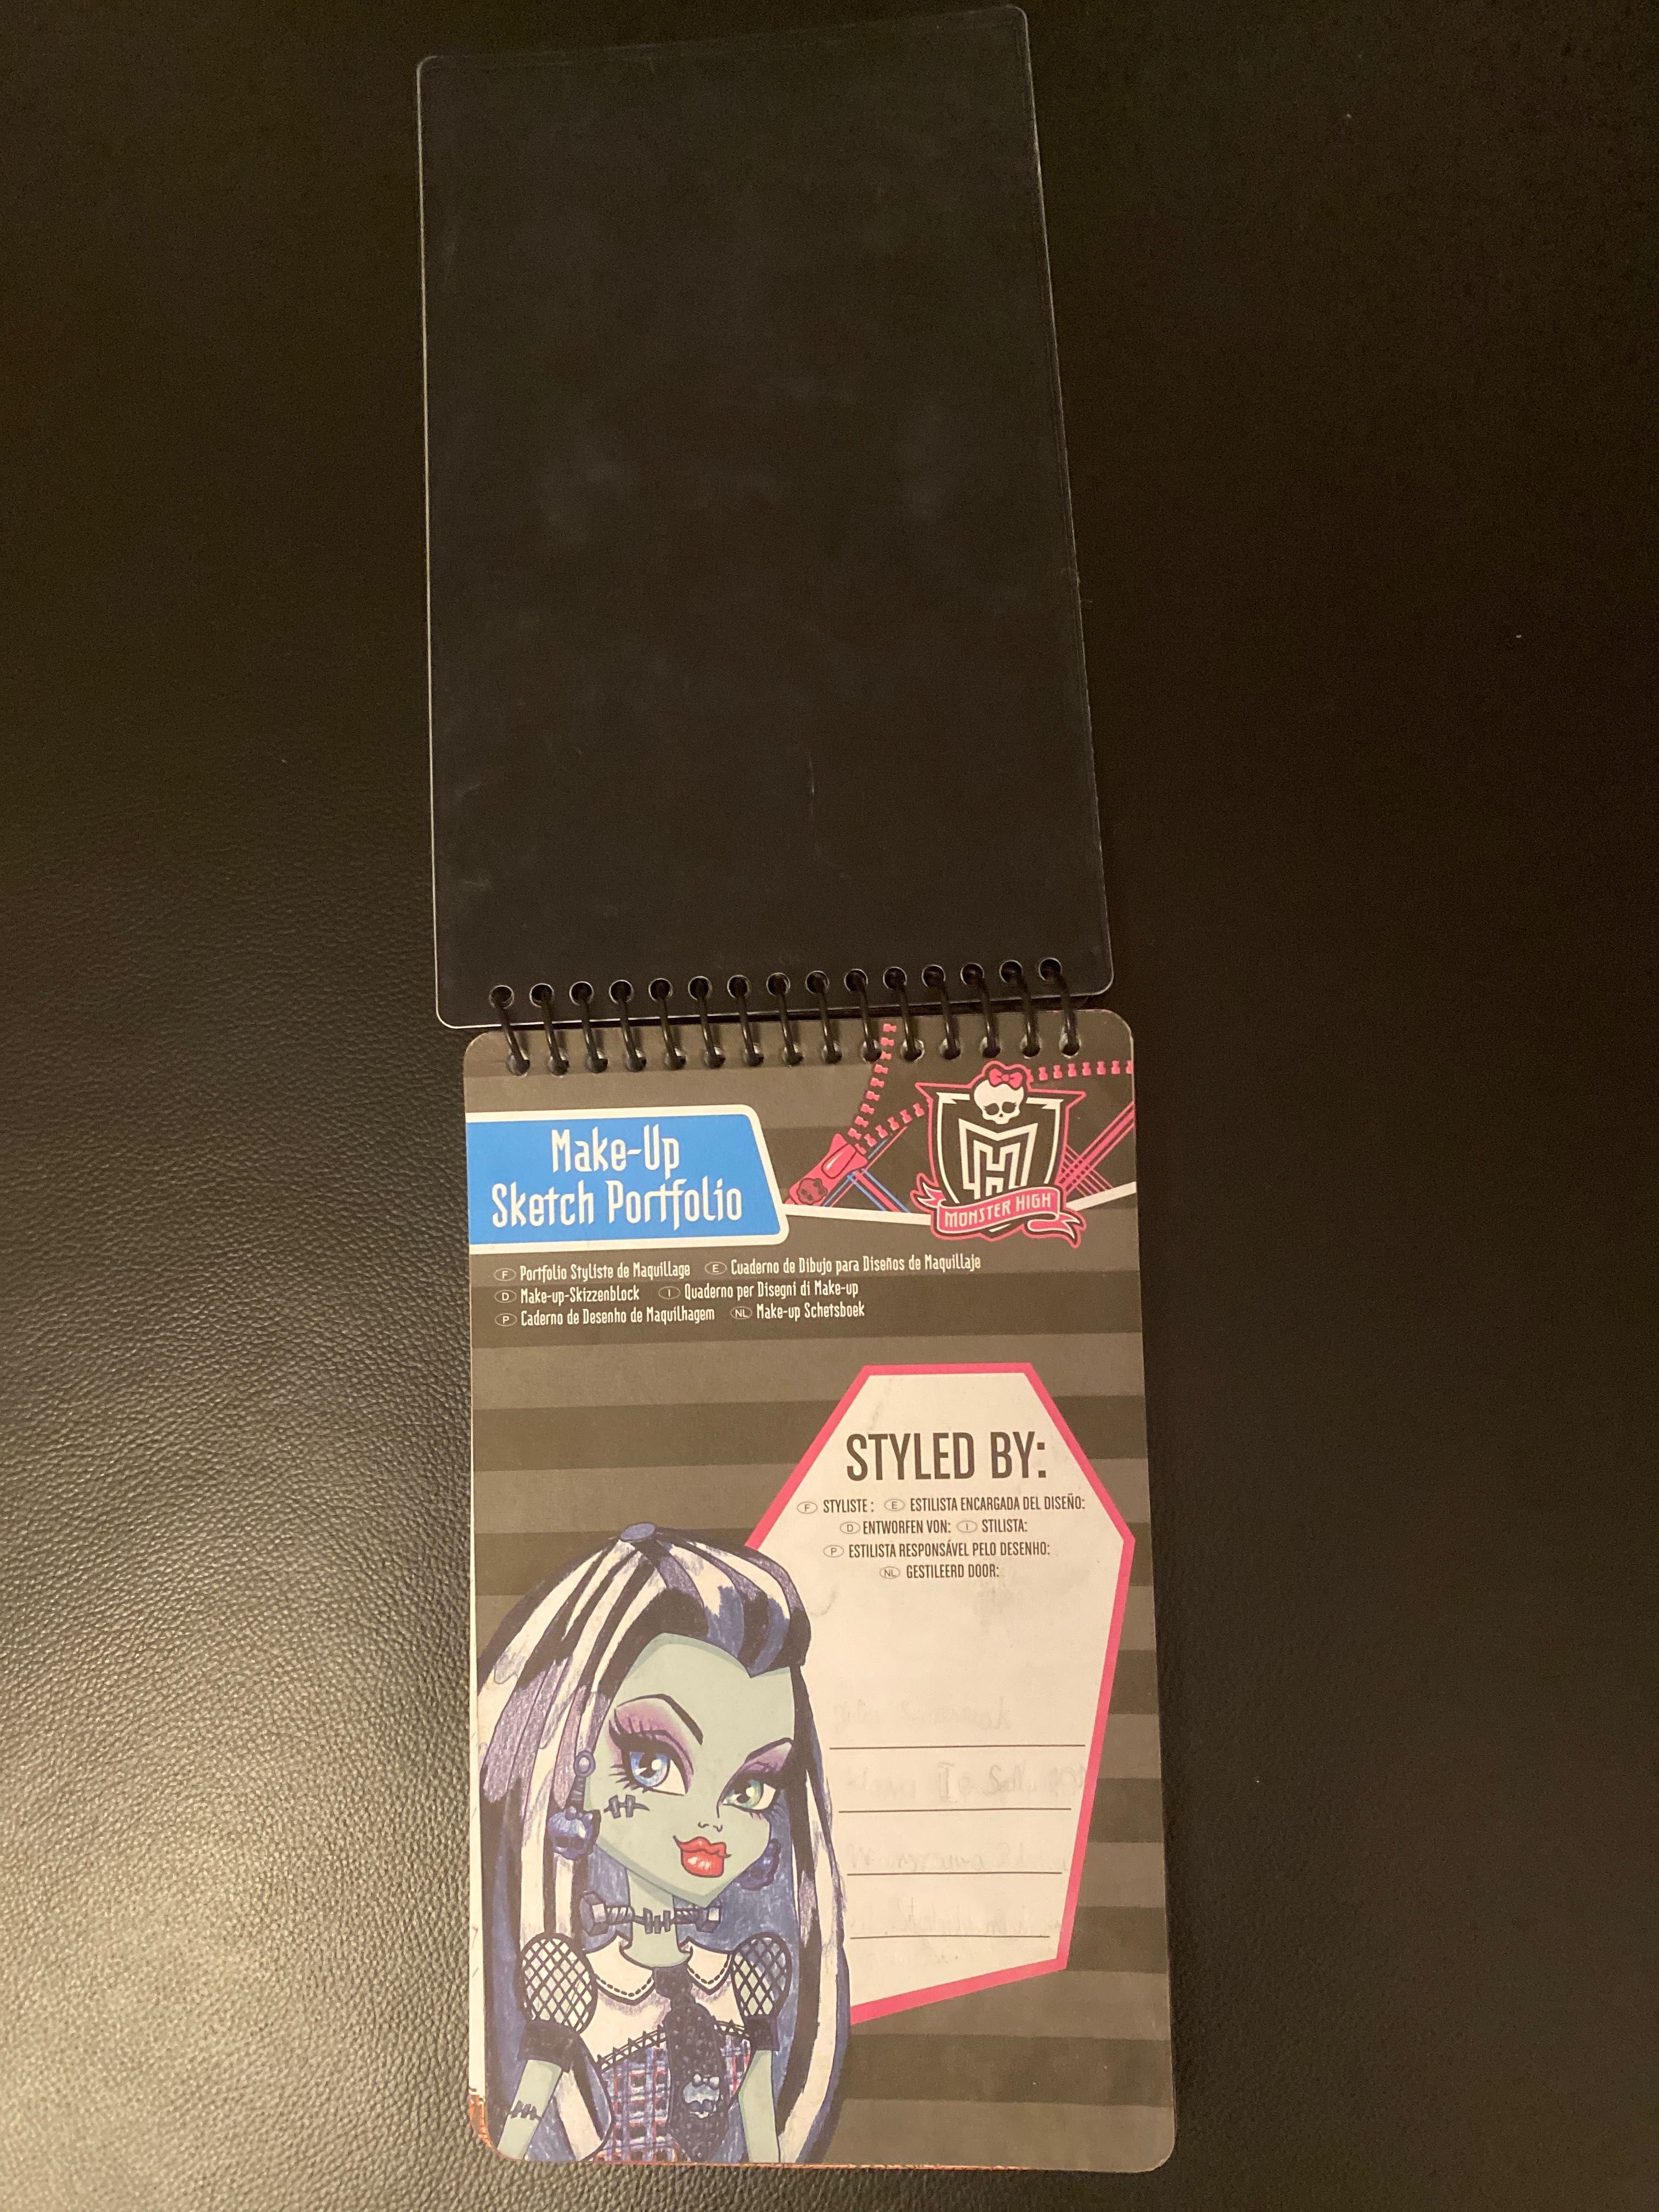 Make-Up
Sketch Portfolio
MONSTER HIGH
F Portfolio Styliste de Maquillage E Cuaderno de Dibujo para Diseños de Maquillaje
D Make-up-Skizzenblock I Quaderno per Disegni di Make-up
P Caderno de Desenho de Maquilhagem NL Make-up Schetsboek
STYLED BY:
F STYLISTE : E ESTILISTA ENCARGADA DEL DISEÑO:
D ENTWORFEN VON: I STILISTA:
P ESTILISTA RESPONSÁVEL PELO DESENHO:
NL GESTILEERD DOOR: